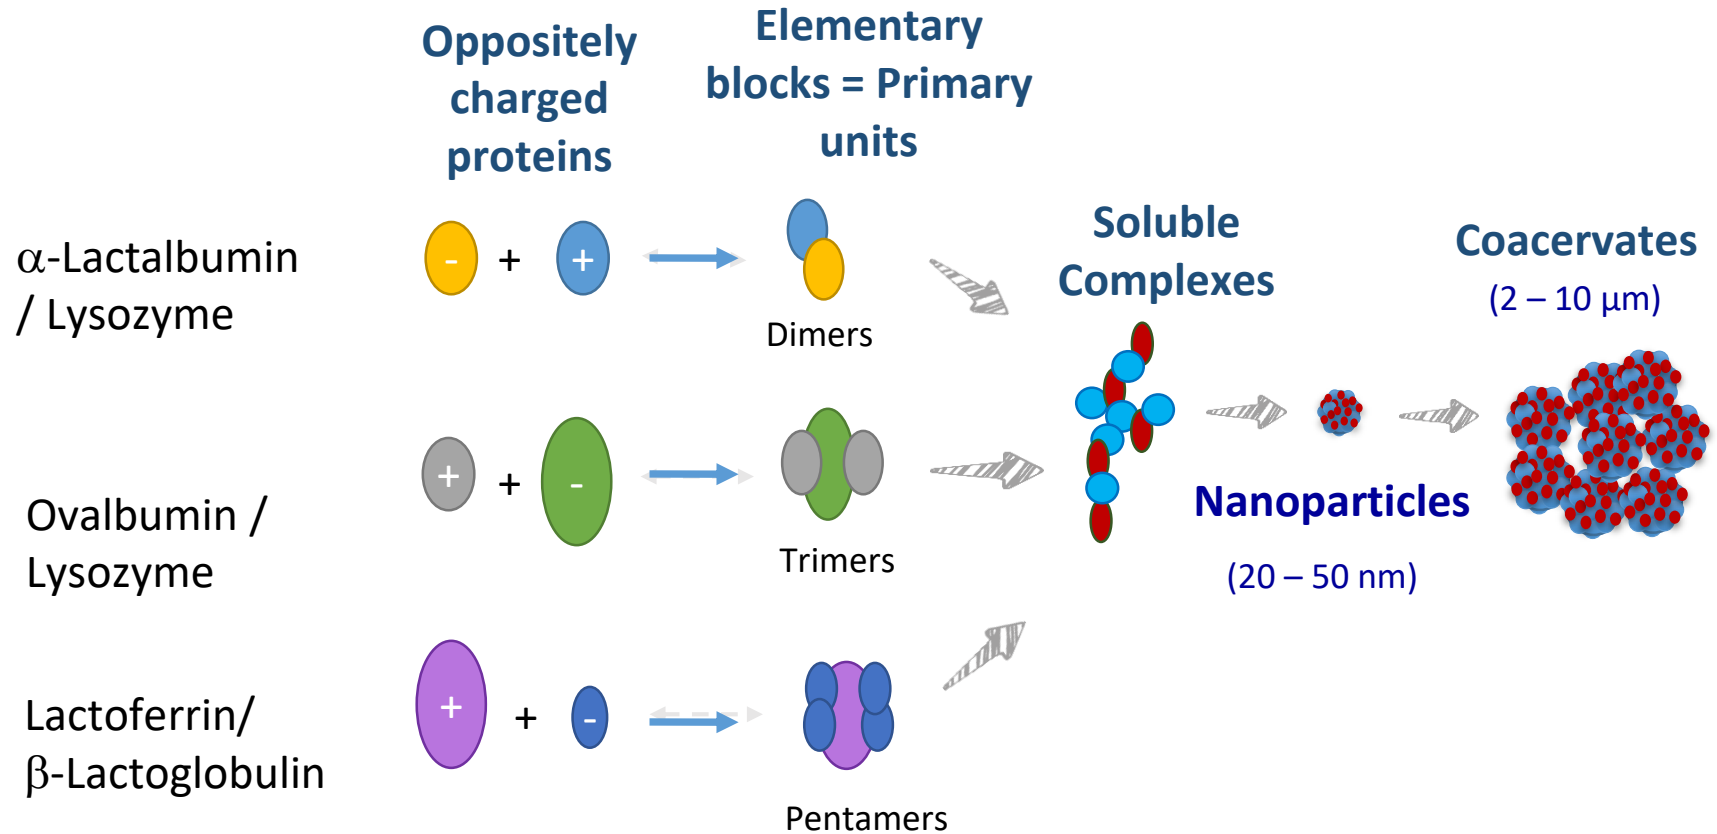 Oppositely
charged
proteins
Elementary
blocks = Primary
units
α-Lactalbumin
/ Lysozyme
- + +
Dimers
Soluble
Complexes
Coacervates
(2 – 10 µm)
Ovalbumin /
Lysozyme
+ + -
Trimers
Nanoparticles
(20 – 50 nm)
Lactoferrin/
β-Lactoglobulin
+ + -
Pentamers